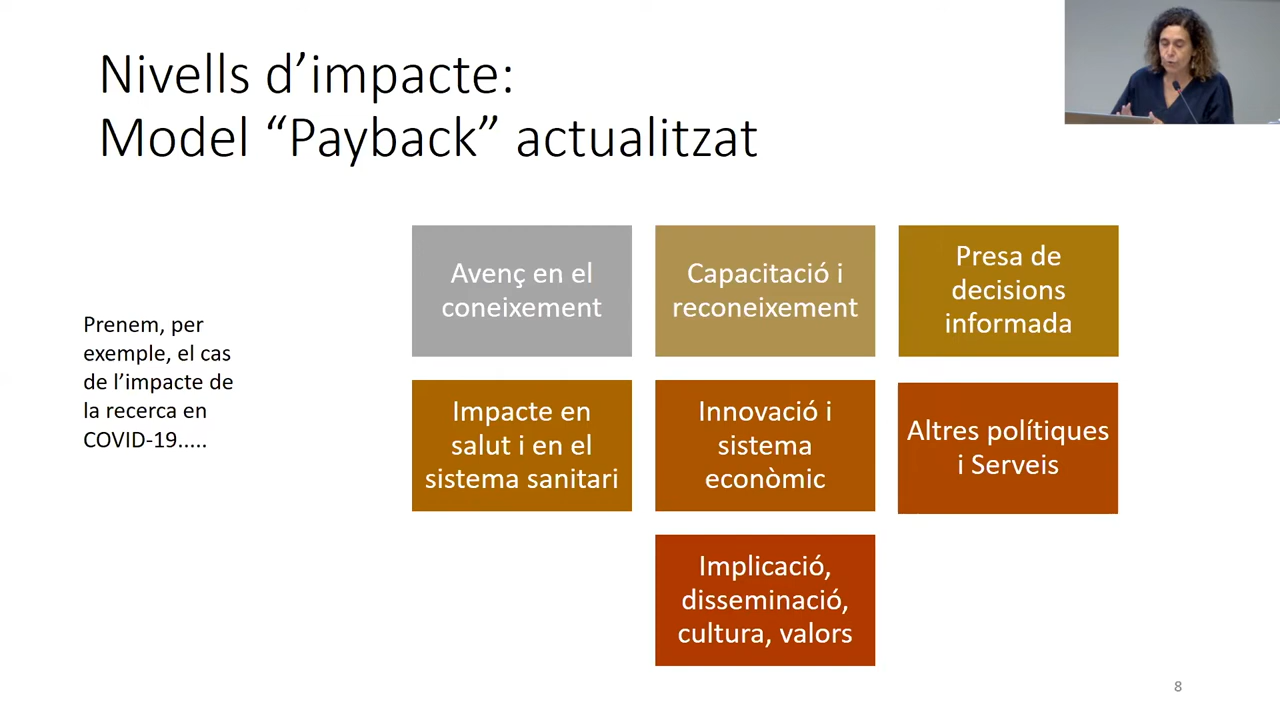 Nivells d’impacte:
Model “Payback” actualitzat
Prenem, per
exemple, el cas
de l’impacte de
la recerca en
COVID-19.....
Avenç en el
coneixement
Capacitació i
reconeixement
Presa de
decisions
informada
Impacte en
salut i en el
sistema sanitari
Innovació i
sistema
econòmic
Altres polítiques
i Serveis
Implicació,
disseminació,
cultura, valors
8